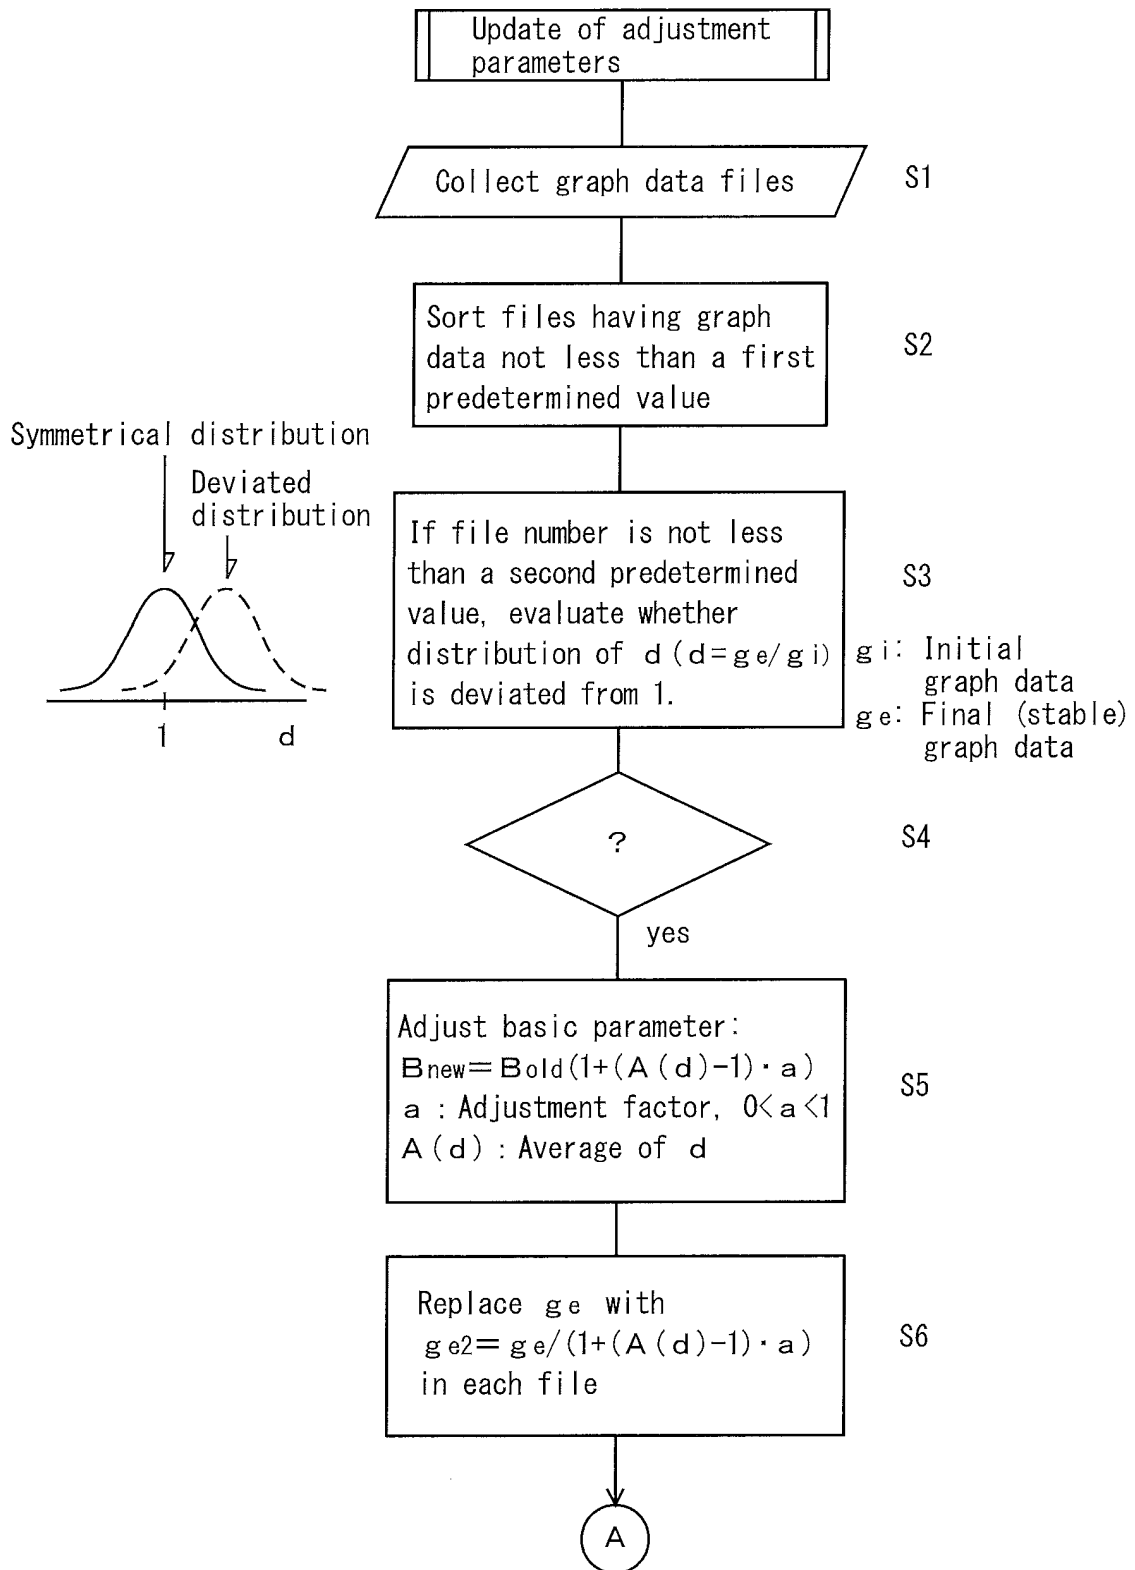 Update of adjustment
parameters
Collect graph data files
S1
Sort files having graph
data not less than a first
predetermined value
S2
Symmetrical distribution
Deviated
distribution
1
d
If file number is not less
than a second predetermined
value, evaluate whether
distribution of d (d=ge/gi)
is deviated from 1.
S3
gi: Initial
graph data
ge: Final (stable)
graph data
?
S4
yes
Adjust basic parameter:
Bnew=Bold(1+(A(d)-1)·a)
a : Adjustment factor, 0<a<1
A(d) : Average of d
S5
Replace ge with
ge2=ge/(1+(A(d)-1)·a)
in each file
S6
A